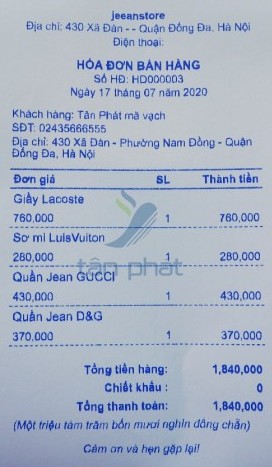 jeeanstore
Địa chỉ: 430 Xã Đàn - - Quận Đống Đa, Hà Nội
Điện thoại:
HÓA ĐƠN BÁN HÀNG
Số HĐ: HD000003
Ngày 17 tháng 07 năm 2020
Khách hàng: Tân Phát mã vạch
SĐT: 02435666555
Địa chỉ: 430 Xã Đàn - Phường Nam Đồng - Quận
Đống Đa, Hà Nội
Đơn giá SL Thành tiền
Giầy Lacoste
760,000 1 760,000
Sơ mi LuisVuiton
280,000 1 280,000
tân phát
Quần Jean GUCCI
430,000 1 430,000
Quần Jean D&G
370,000 1 370,000
Tổng tiền hàng: 1,840,000
Chiết khấu : 0
Tổng thanh toán: 1,840,000
(Một triệu tám trăm bốn mươi nghìn đồng chẵn)
Cảm ơn và hẹn gặp lại!